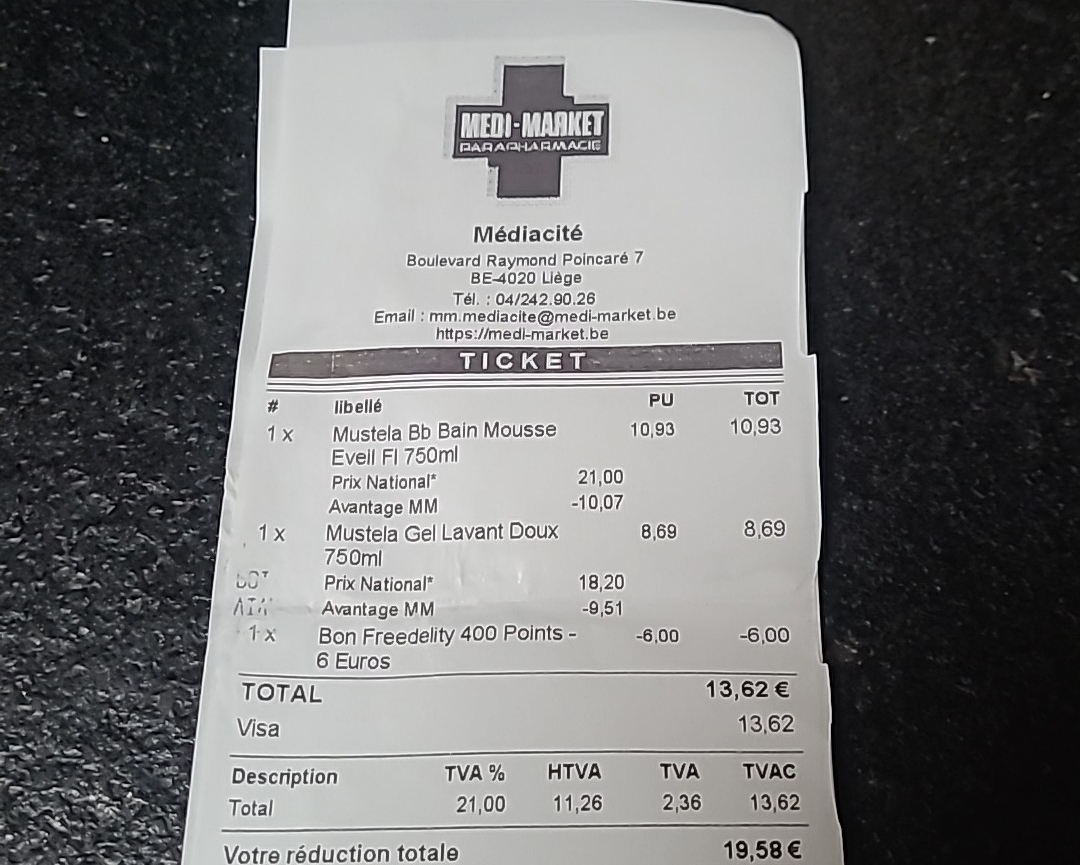 MEDI-MARKET
PARAPHARMACIE
Médiacité
Boulevard Raymond Poincaré 7
BE-4020 Liège
Tél. : 04/242.90.26
Email : mm.mediacite@medi-market.be
https://medi-market.be
TICKET
# libellé PU TOT
1 x Mustela Bb Bain Mousse 10,93 10,93
Eveil Fl 750ml
Prix National* 21,00
Avantage MM -10,07
1 x Mustela Gel Lavant Doux 8,69 8,69
750ml
Prix National* 18,20
Avantage MM -9,51
1 x Bon Freedelity 400 Points - -6,00 -6,00
6 Euros
TOTAL 13,62 €
Visa 13,62
Description TVA % HTVA TVA TVAC
Total 21,00 11,26 2,36 13,62
Votre réduction totale 19,58 €